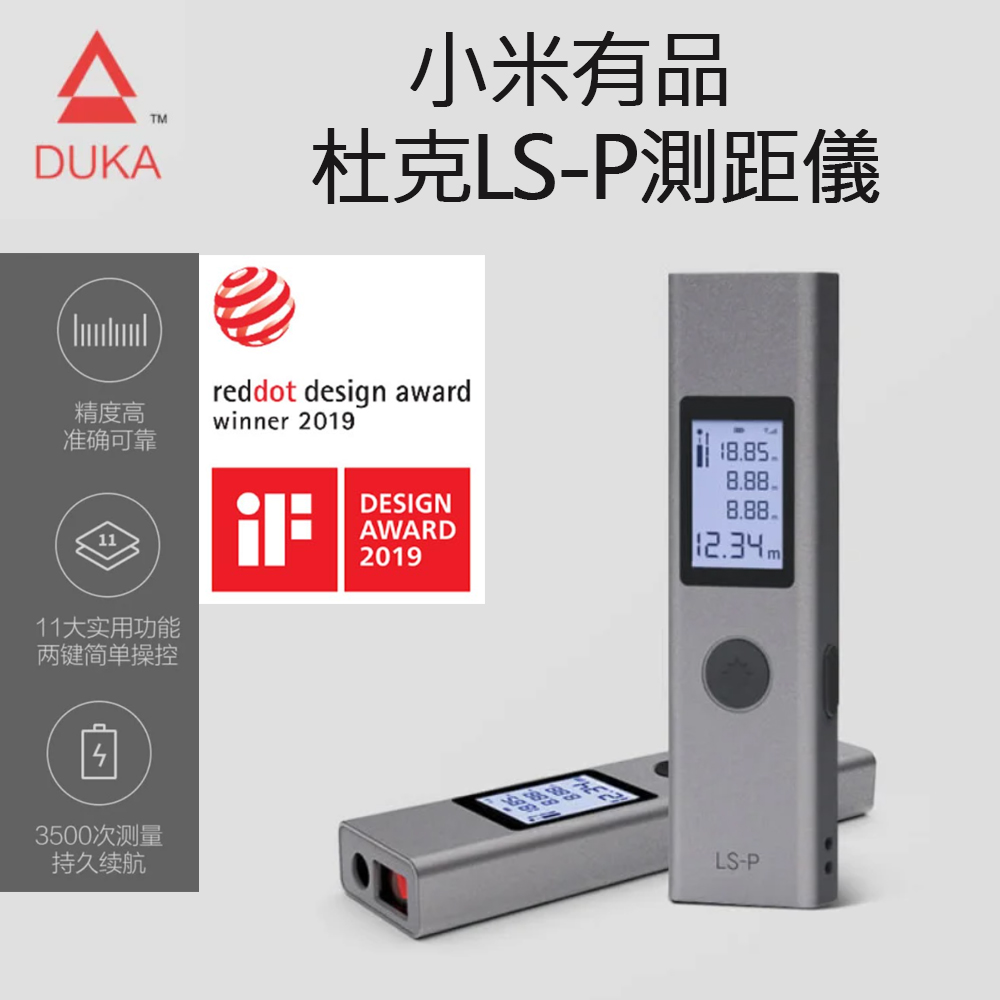 TM
DUKA
小米有品
杜克LS-P測距儀
精度高
准确可靠
11
11大实用功能
两键简单操控
3500次测量
持久续航
reddot design award
winner 2019
iF
DESIGN
AWARD
2019
18.85m
8.88m
8.88m
12.34m
LS-P